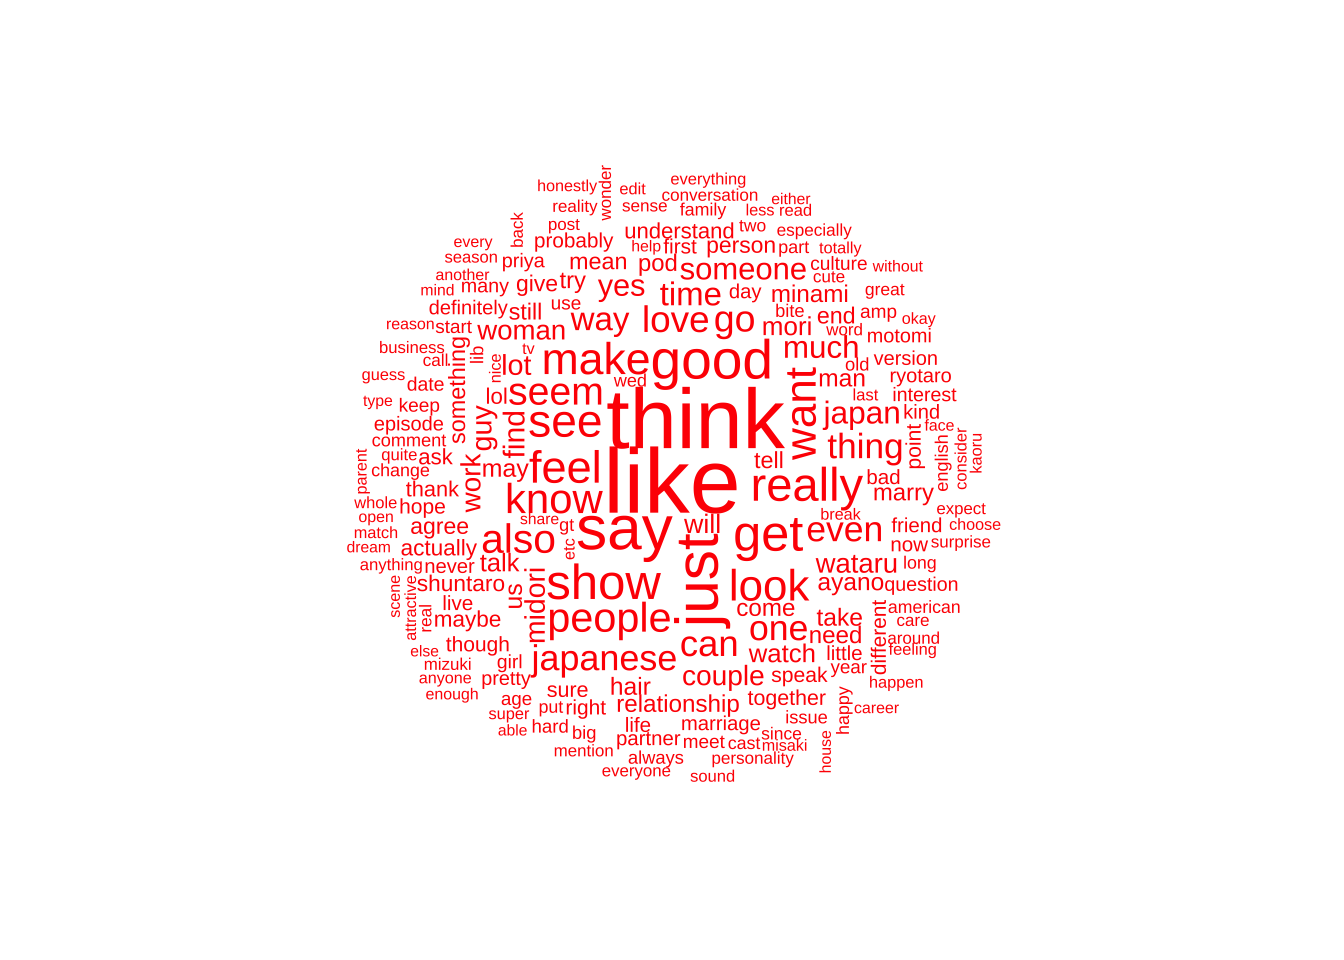 everything
honestly
wonder
edit
conversation
either
reality
sense
family
less
read
back
post
understand
two
especially
every
probably
help
first
person
part
totally
season
priya
mean
pod
someone
culture
without
another
many
give
try
yes
time
day
minami
cute
great
mind
definitely
still
use
way
love
go
mori
bite
end
amp
okay
reason
start
woman
word
motomi
business
call
lib
something
nice
tv
lot
make
good
much
old
version
guess
date
lol
seem
wed
want
man
ryotaro
type
keep
guy
find
see
think
japan
last
interest
kind
episode
comment
point
face
quite
ask
work
may
feel
tell
thing
english
consider
kaoru
parent
change
thank
know
like
really
bad
marry
whole
hope
open
match
agree
share
gt
say
will
get
break
even
friend
expect
choose
dream
actually
also
etc
just
now
surprise
anything
never
talk
wataru
long
scene
attractive
shuntaro
us
midori
show
look
ayano
question
real
live
maybe
people
come
take
american
care
one
need
different
around
else
though
japanese
can
watch
little
feeling
mizuki
girl
anyone
pretty
couple
speak
year
happen
enough
age
sure
hair
relationship
together
happy
career
super
put
right
able
hard
big
life
marriage
issue
since
mention
partner
meet
cast
misaki
house
always
personality
everyone
sound